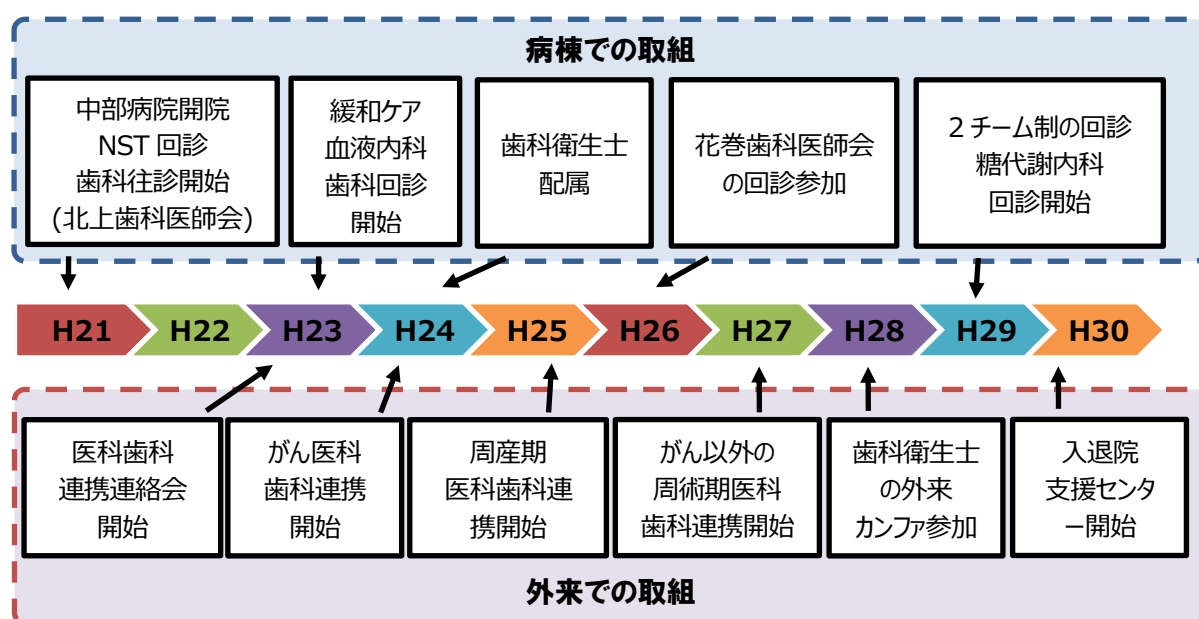 病棟での取組
中部病院開院
NST 回診
歯科往診開始
(北上歯科医師会)
緩和ケア
血液内科
歯科回診
開始
歯科衛生士
配属
花巻歯科医師会
の回診参加
2 チーム制の回診
糖代謝内科
回診開始
H21
H22
H23
H24
H25
H26
H27
H28
H29
H30
医科歯科
連携連絡会
開始
がん医科
歯科連携
開始
周産期
医科歯科連
携開始
がん以外の
周術期医科
歯科連携開始
歯科衛生士
の外来
カンファ参加
入退院
支援センタ
ー開始
外来での取組